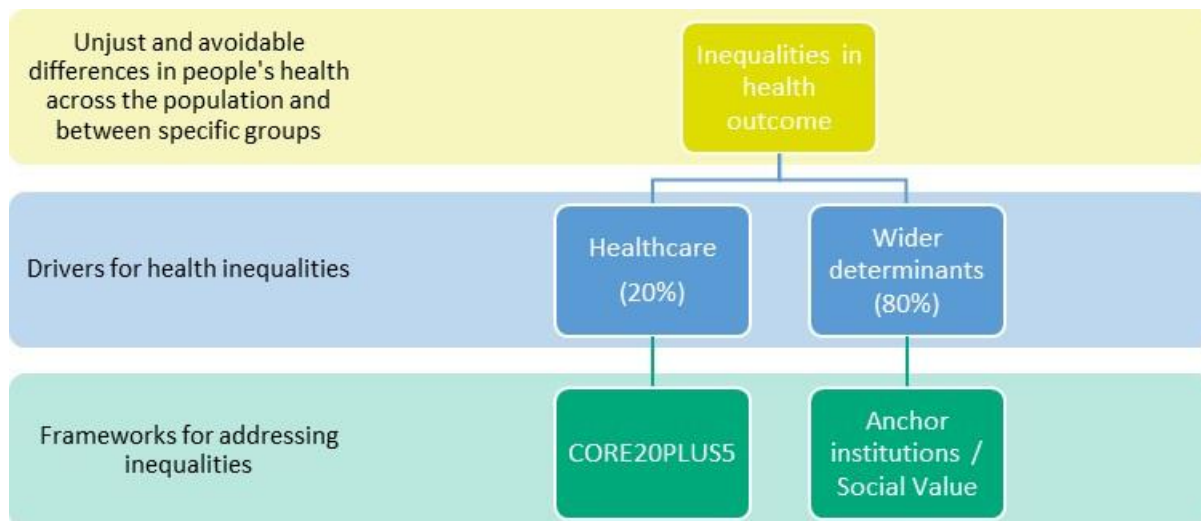 Unjust and avoidable
differences in people's health
across the population and
between specific groups
Inequalities in
health
outcome
Drivers for health inequalities
Healthcare
(20%)
Wider
determinants
(80%)
Frameworks for addressing
inequalities
CORE20PLUS5
Anchor
institutions /
Social Value